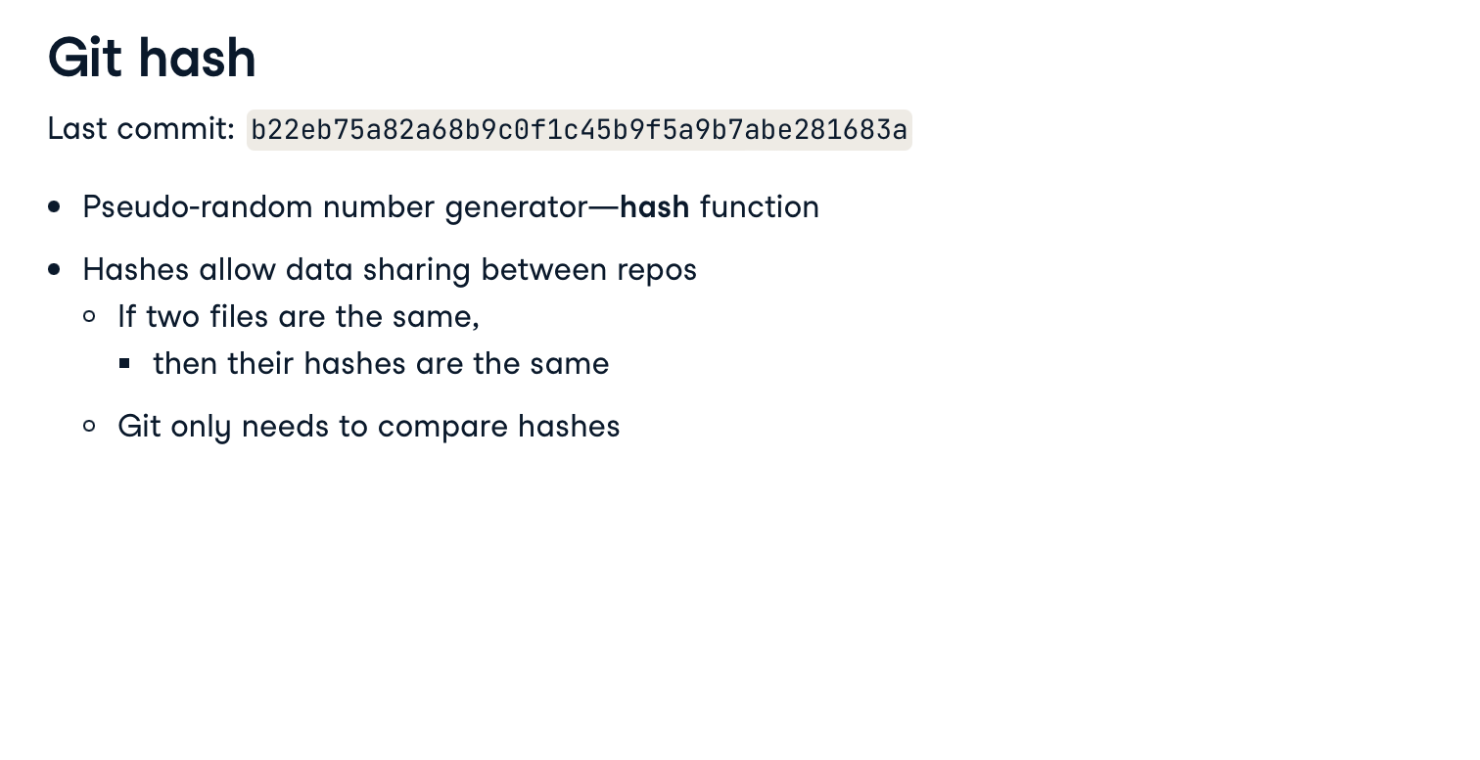 Git hash
Last commit: b22eb75a82a68b9c0f1c45b9f5a9b7abe281683a
Pseudo-random number generator—hash function
Hashes allow data sharing between repos
If two files are the same,
then their hashes are the same
Git only needs to compare hashes